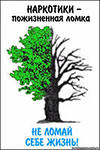 НАРКОТИКИ –
пожизненная ломка
НЕ ЛОМАЙ
СЕБЕ ЖИЗНЬ!